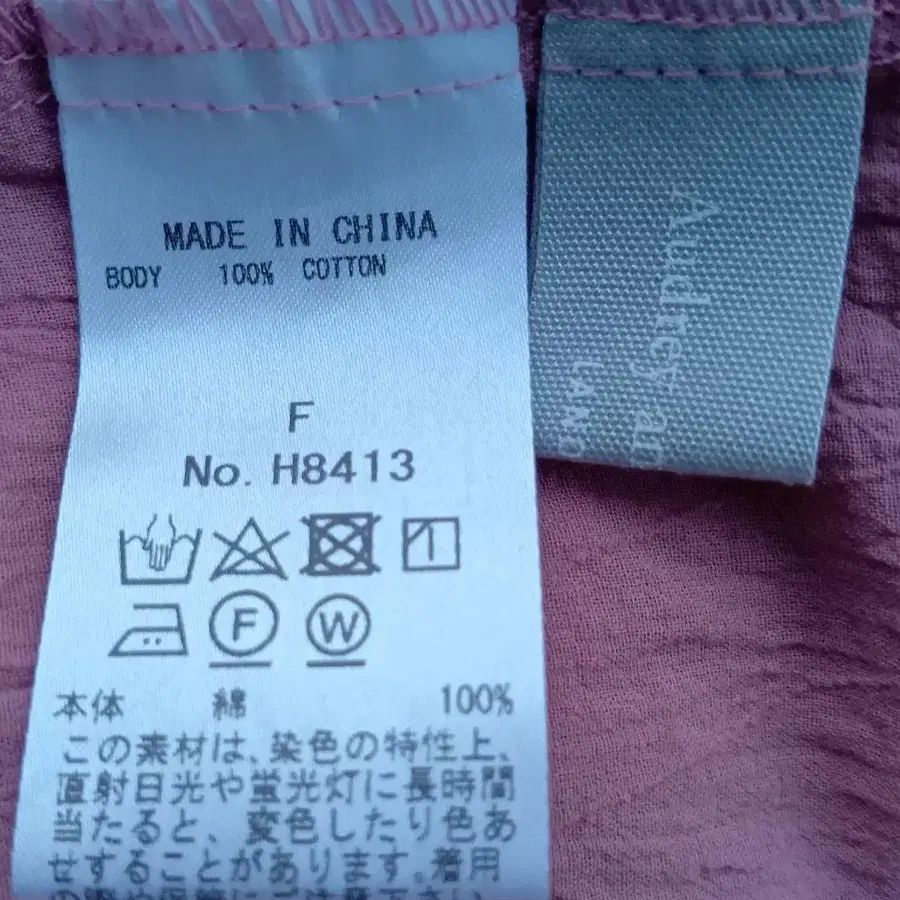 MADE IN CHINA
BODY 100% COTTON
F
No. H8413
F W
本体 綿 100%
この素材は、染色の特性上、
直射日光や蛍光灯に長時間
当たると、変色したり色あ
せすることがあります。着用
Audrey an
LANG